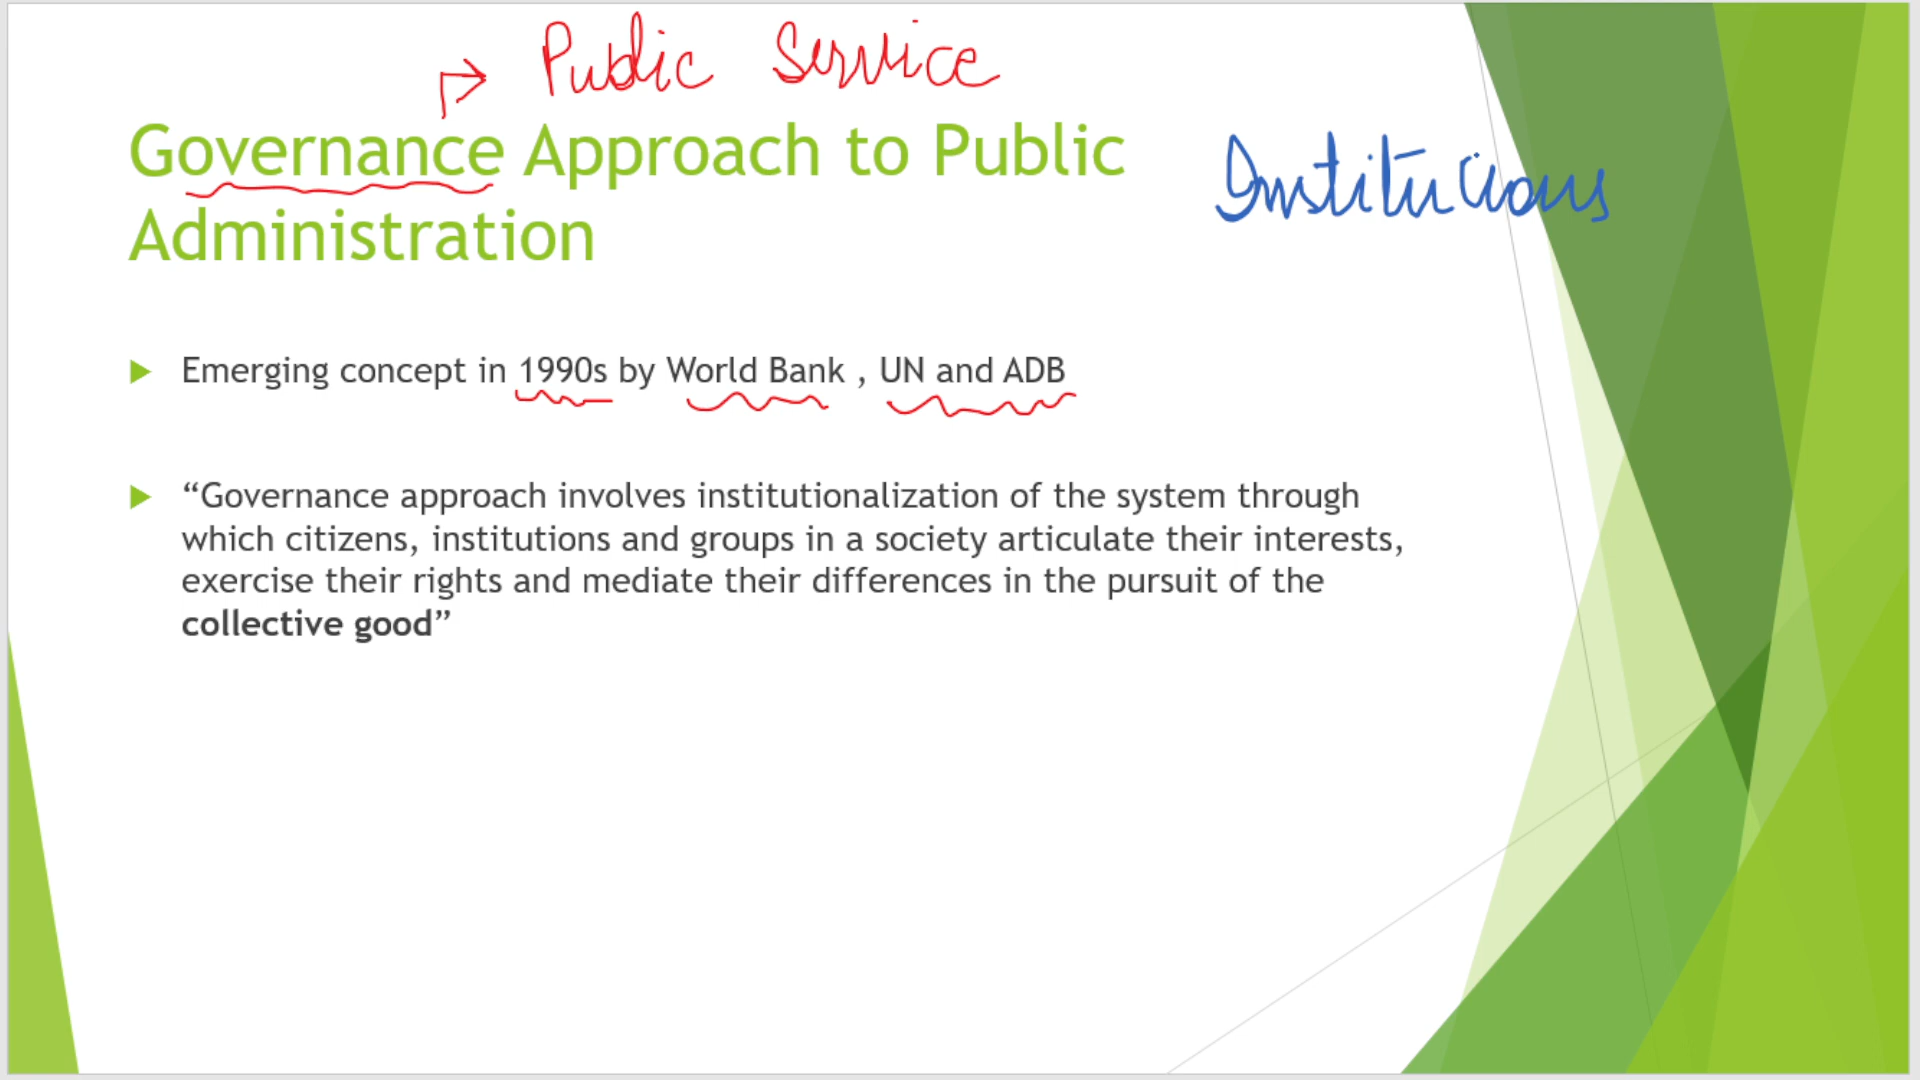 Public Service
Governance Approach to Public
Administration
Institutions
Emerging concept in 1990s by World Bank , UN and ADB
“Governance approach involves institutionalization of the system through
which citizens, institutions and groups in a society articulate their interests,
exercise their rights and mediate their differences in the pursuit of the
collective good”